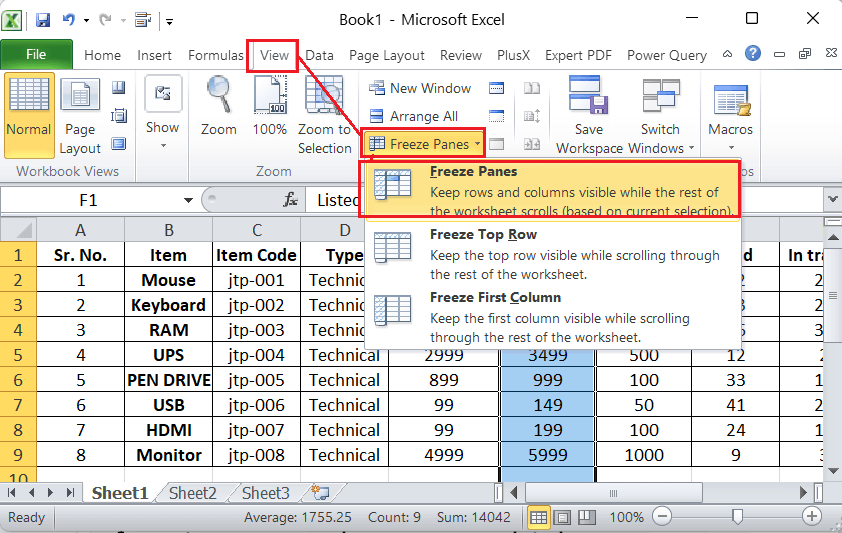 Book1 - Microsoft Excel
File Home Insert Formulas View Data Page Layout Review PlusX Expert PDF Power Query
Normal
Page
Layout
Show
Zoom
100%
Zoom to
Selection
New Window
Arrange All
Freeze Panes
Save
Workspace
Switch
Windows
Macros
Workbook Views
Zoom
F1
fx
Listed
Freeze Panes
Keep rows and columns visible while the rest of
the worksheet scrolls (based on current selection).
Freeze Top Row
Keep the top row visible while scrolling through
the rest of the worksheet.
Freeze First Column
Keep the first column visible while scrolling
through the rest of the worksheet.
A B C D
1 Sr. No. Item Item Code Type d In tra
2 1 Mouse jtp-001 Technic 2 2
3 2 Keyboard jtp-002 Technic
4 3 RAM jtp-003 Technic
5 4 UPS jtp-004 Technical 2999 3499 500 12 2
6 5 PEN DRIVE jtp-005 Technical 899 999 100 33 1
7 6 USB jtp-006 Technical 99 149 50 41 2
8 7 HDMI jtp-007 Technical 99 199 100 24 1
9 8 Monitor jtp-008 Technical 4999 5999 1000 9
10
Sheet1 Sheet2 Sheet3
Ready Average: 1755.25 Count: 9 Sum: 14042 100%